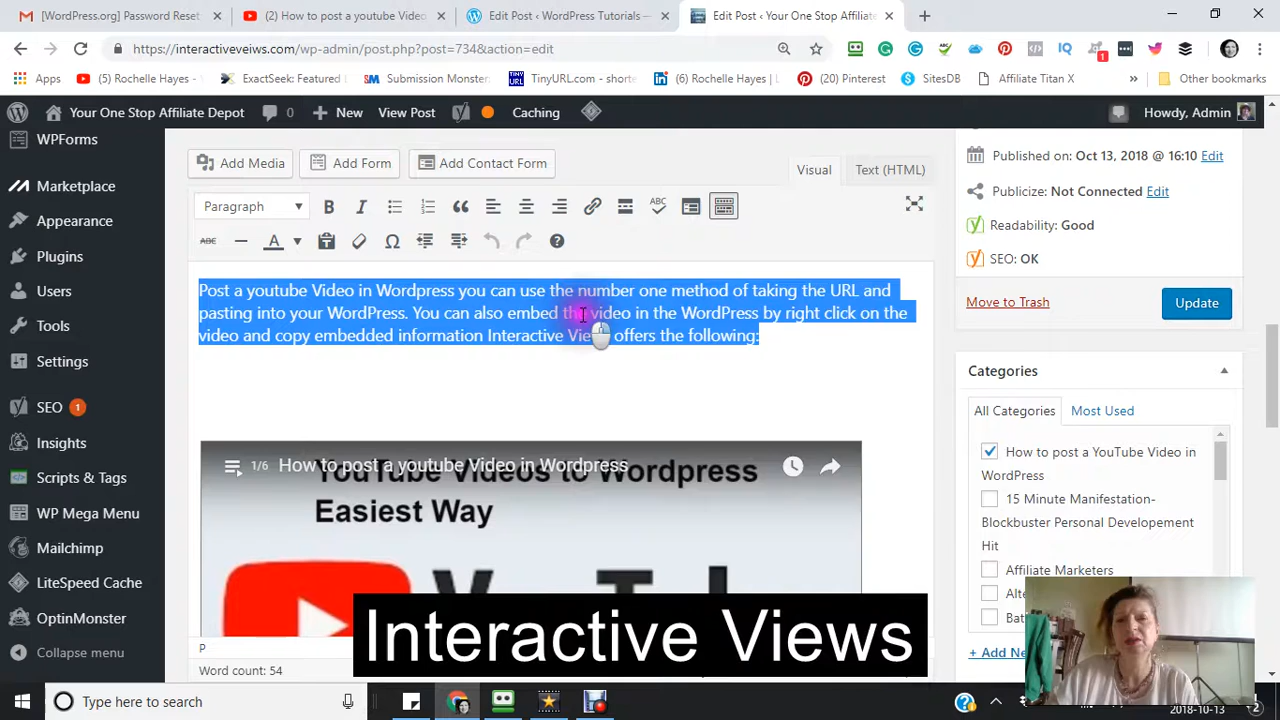 [WordPress.org] Password Reset
(2) How to post a youtube Video
Edit Post ‹ WordPress Tutorials —
Edit Post ‹ Your One Stop Affiliate
https://interactiveveiws.com/wp-admin/post.php?post=734&action=edit
1
Apps
(5) Rochelle Hayes
ExactSeek: Featured L
Submission Monster:
TinyURL.com - shorte
(6) Rochelle Hayes
(20) Pinterest
SitesDB
Affiliate Titan X
Other bookmarks
Your One Stop Affiliate Depot
0
New
View Post
Caching
Howdy, Admin
WPForms
Marketplace
Appearance
Plugins
Users
Tools
SEO 1
Insights
Settings
Scripts & Tags
WP Mega Menu
Mailchimp
LiteSpeed Cache
OptinMonster
Collapse menu
Add Media
Add Form
Add Contact Form
Visual
Text (HTML)
Paragraph
B I
ABC
ABC A Ω
Post a youtube Video in Wordpress you can use the number one method of taking the URL and
pasting into your WordPress. You can also embed the video in the WordPress by right click on the
video and copy embedded information Interactive offers the following:
1/6 How to post a youtube Video in Wordpress
YouTube Videos to Wordpress
Easiest Way
Interactive Views
P
Word count: 54
Published on: Oct 13, 2018 @ 16:10 Edit
Publicize: Not Connected Edit
Readability: Good
SEO: OK
Move to Trash
Update
Categories
All Categories
Most Used
How to post a YouTube Video in
WordPress
15 Minute Manifestation-
Blockbuster Personal Developement
Hit
Affiliate Marketers
+ Add
Type here to search
2018-10-13
2